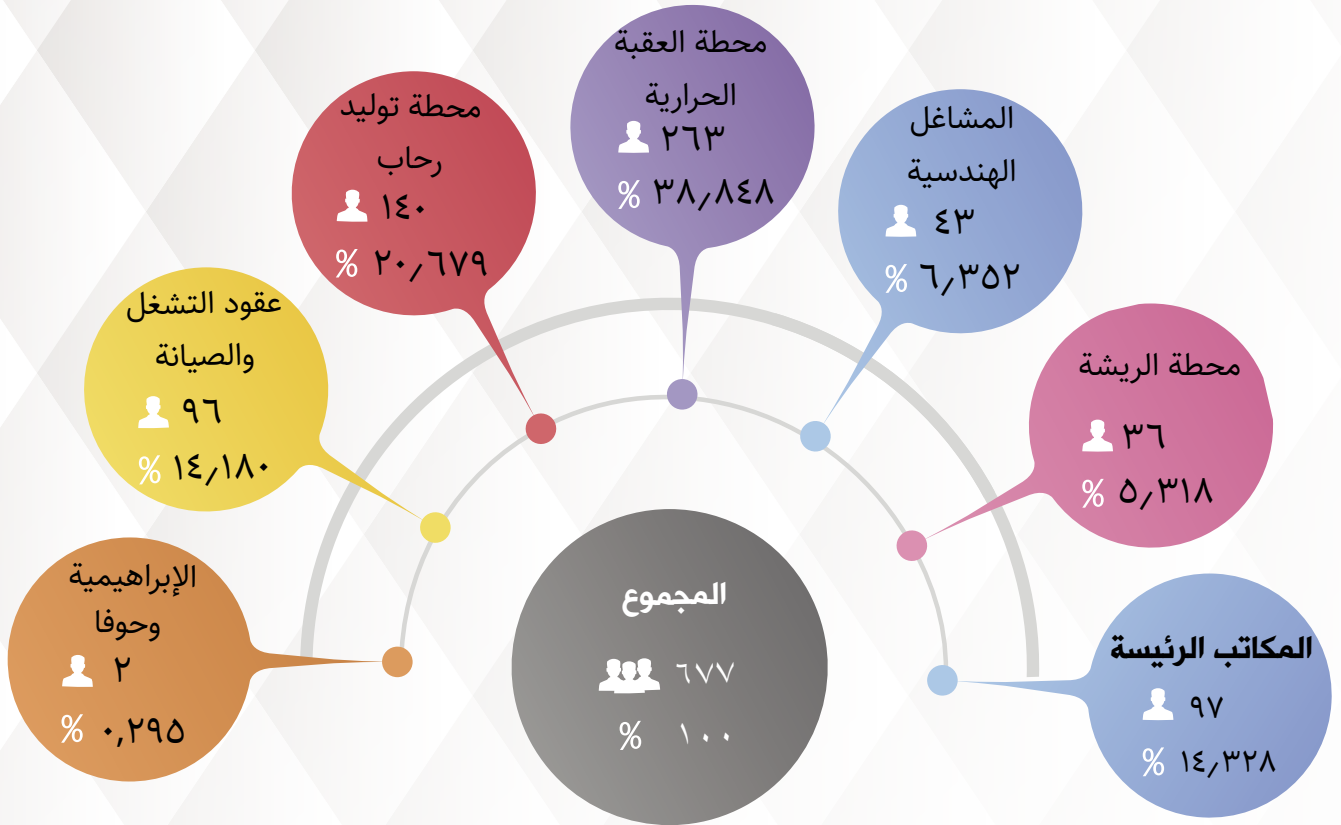 المكاتب الرئيسة
٩٧
% ١٤٫٣٢٨
محطة الريشة
٣٦
% ٥٫٣١٨
المشاغل
الهندسية
٤٣
% ٦٫٣٥٢
محطة العقبة
الحرارية
٢٦٣
% ٣٨٫٨٤٨
محطة توليد
رحاب
١٤٠
% ٢٠٫٦٧٩
عقود التشغل
والصيانة
٩٦
% ١٤٫١٨٠
الإبراهيمية
وحوفا
٢
% ٠,٢٩٥
المجموع
٦٧٧
% ١٠٠